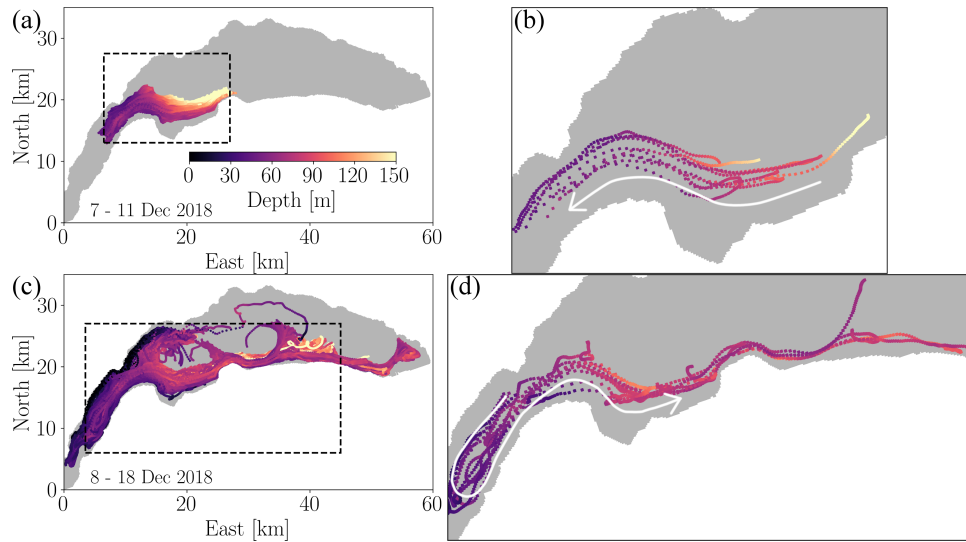 (a)
30
20
10
0
North [km]
0 30 60 90 120 150
Depth [m]
7 - 11 Dec 2018
0 20 40 60
East [km]
(b)
(c)
30
20
10
0
North [km]
8 - 18 Dec 2018
0 20 40 60
East [km]
(d)